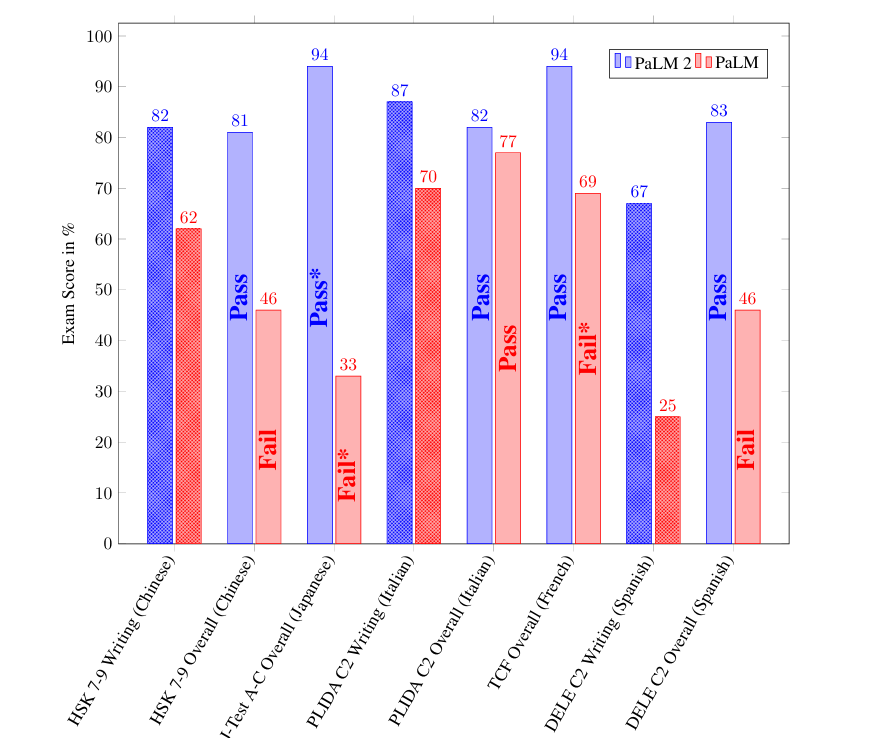 100
90
80
70
60
50
40
30
20
10
0
Exam Score in %
PaLM 2 PaLM
82
62
81
46
94
33
87
70
82
77
94
69
67
25
83
46
Pass
Fail
Pass*
Fail*
Pass
Pass
Pass
Fail*
Pass
Fail
HSK 7-9 Writing (Chinese)
HSK 7-9 Overall (Chinese)
J-Test A-C Overall (Japanese)
PLIDA C2 Writing (Italian)
PLIDA C2 Overall (Italian)
TCF Overall (French)
DELE C2 Writing (Spanish)
DELE C2 Overall (Spanish)